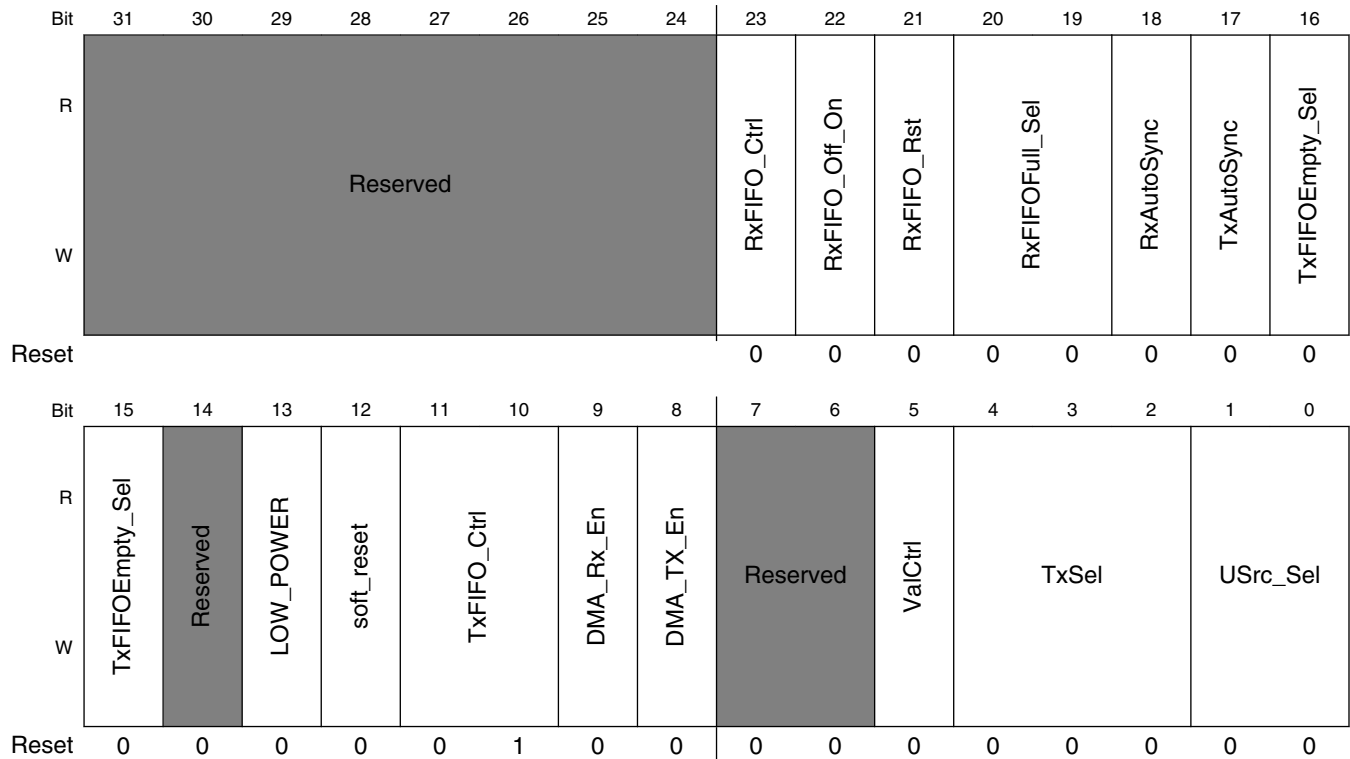 Bit 31 30 29 28 27 26 25 24 23 22 21 20 19 18 17 16
R
W
Reserved
RxFIFO_Ctrl
RxFIFO_Off_On
RxFIFO_Rst
RxFIFOFull_Sel
RxAutoSync
TxAutoSync
TxFIFOEmpty_Sel
Reset 0 0 0 0 0 0 0 0
Bit 15 14 13 12 11 10 9 8 7 6 5 4 3 2 1 0
R
W
TxFIFOEmpty_Sel
Reserved
LOW_POWER
soft_reset
TxFIFO_Ctrl
DMA_Rx_En
DMA_TX_En
Reserved
ValCtrl
TxSel
USrc_Sel
Reset 0 0 0 0 0 1 0 0 0 0 0 0 0 0 0 0